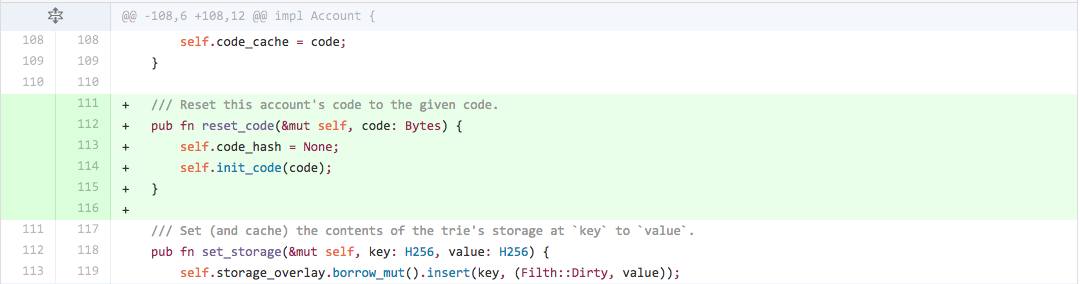 @@ -108,6 +108,12 @@ impl Account {
108 108 self.code_cache = code;
109 109 }
110 110
111 + /// Reset this account's code to the given code.
112 + pub fn reset_code(&mut self, code: Bytes) {
113 + self.code_hash = None;
114 + self.init_code(code);
115 + }
116 +
111 117 /// Set (and cache) the contents of the trie's storage at `key` to `value`.
112 118 pub fn set_storage(&mut self, key: H256, value: H256) {
113 119 self.storage_overlay.borrow_mut().insert(key, (Filth::Dirty, value));